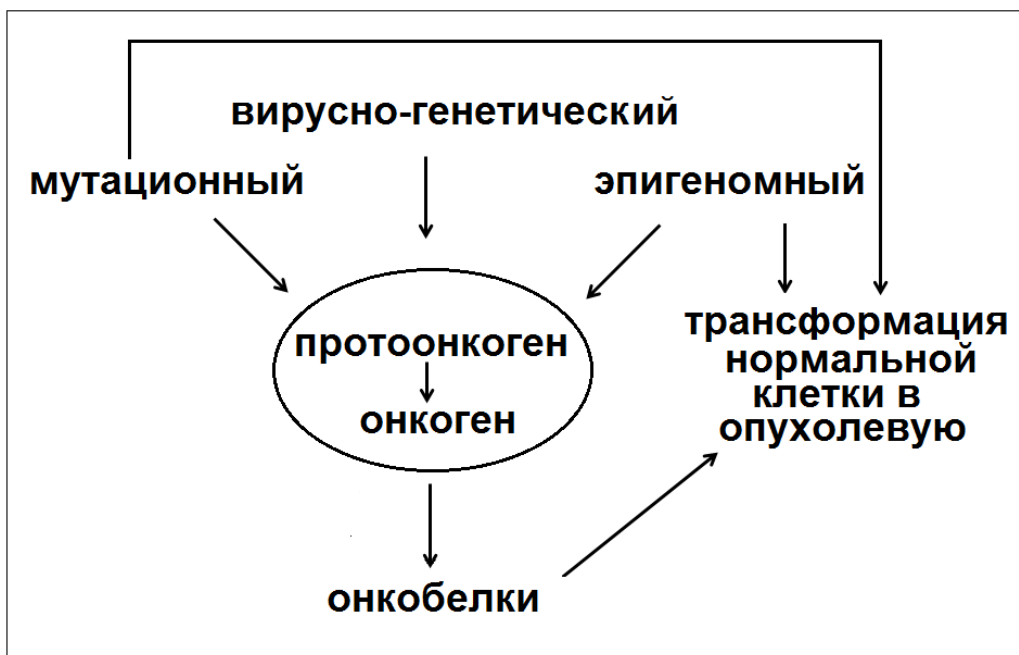 вирусно-генетический
мутационный
эпигеномный
протоонкоген
онкоген
трансформация
нормальной
клетки в
опухолевую
онкобелки